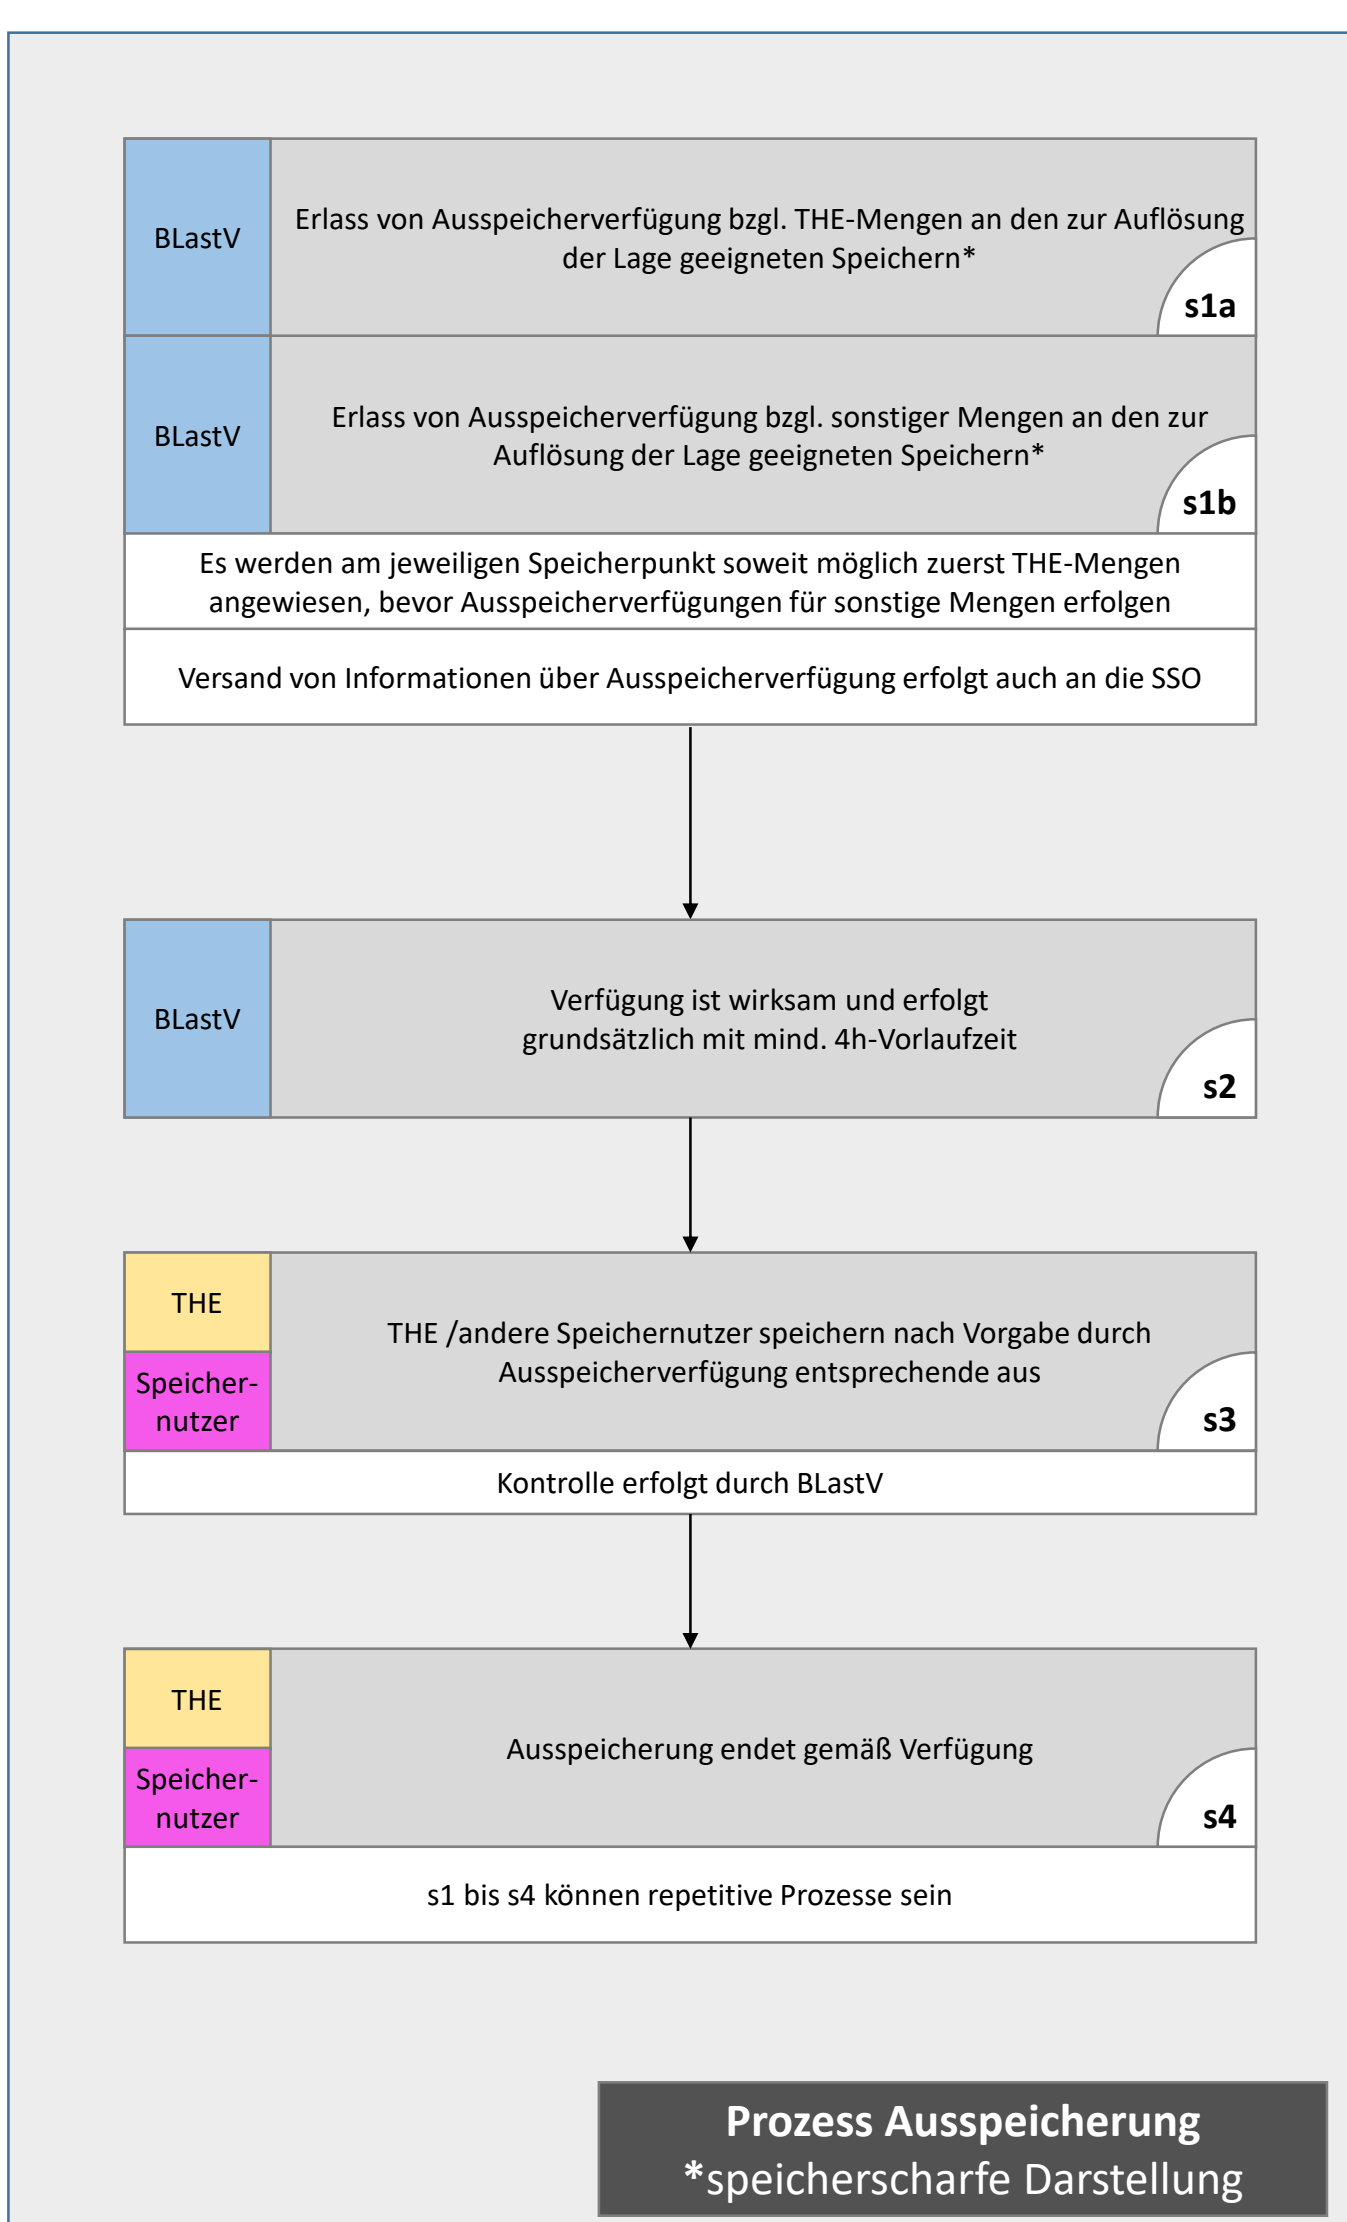 BLastV
Erlass von Ausspeicherverfügung bzgl. THE-Mengen an den zur Auflösung
der Lage geeigneten Speichern*
s1a
BLastV
Erlass von Ausspeicherverfügung bzgl. sonstiger Mengen an den zur
Auflösung der Lage geeigneten Speichern*
s1b
Es werden am jeweiligen Speicherpunkt soweit möglich zuerst THE-Mengen
angewiesen, bevor Ausspeicherverfügungen für sonstige Mengen erfolgen
Versand von Informationen über Ausspeicherverfügung erfolgt auch an die SSO
BLastV
Verfügung ist wirksam und erfolgt
grundsätzlich mit mind. 4h-Vorlaufzeit
s2
THE
Speicher-
nutzer
THE /andere Speichernutzer speichern nach Vorgabe durch
Ausspeicherverfügung entsprechende aus
s3
Kontrolle erfolgt durch BLastV
THE
Speicher-
nutzer
Ausspeicherung endet gemäß Verfügung
s4
s1 bis s4 können repetitive Prozesse sein
Prozess Ausspeicherung
*speicherscharfe Darstellung